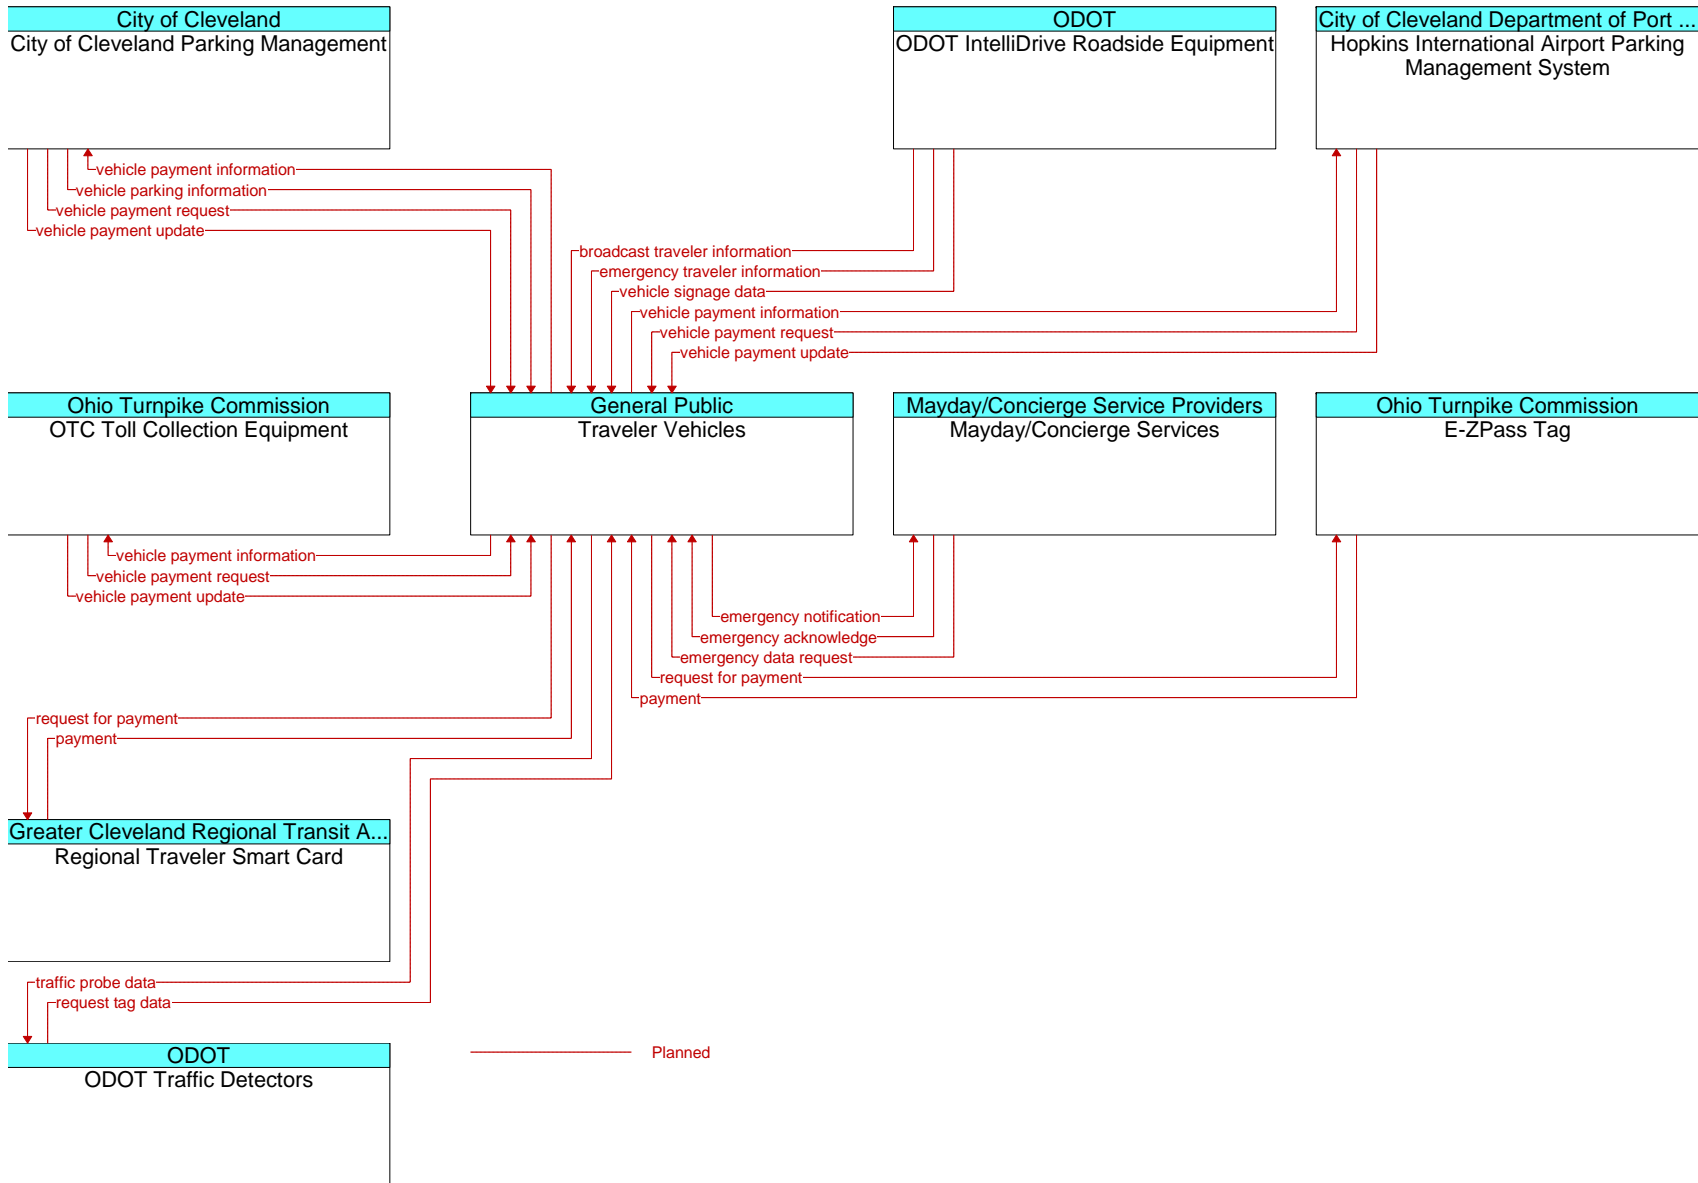 City of Cleveland
City of Cleveland Parking Management
ODOT
ODOT IntelliDrive Roadside Equipment
City of Cleveland Department of Port ...
Hopkins International Airport Parking
Management System
vehicle payment information
vehicle parking information
vehicle payment request
vehicle payment update
broadcast traveler information
emergency traveler information
vehicle signage data
vehicle payment information
vehicle payment request
vehicle payment update
Ohio Turnpike Commission
OTC Toll Collection Equipment
General Public
Traveler Vehicles
Mayday/Concierge Service Providers
Mayday/Concierge Services
Ohio Turnpike Commission
E-ZPass Tag
vehicle payment information
vehicle payment request
vehicle payment update
emergency notification
emergency acknowledge
emergency data request
request for payment
payment
request for payment
payment
Greater Cleveland Regional Transit A...
Regional Traveler Smart Card
traffic probe data
request tag data
ODOT
ODOT Traffic Detectors
Planned